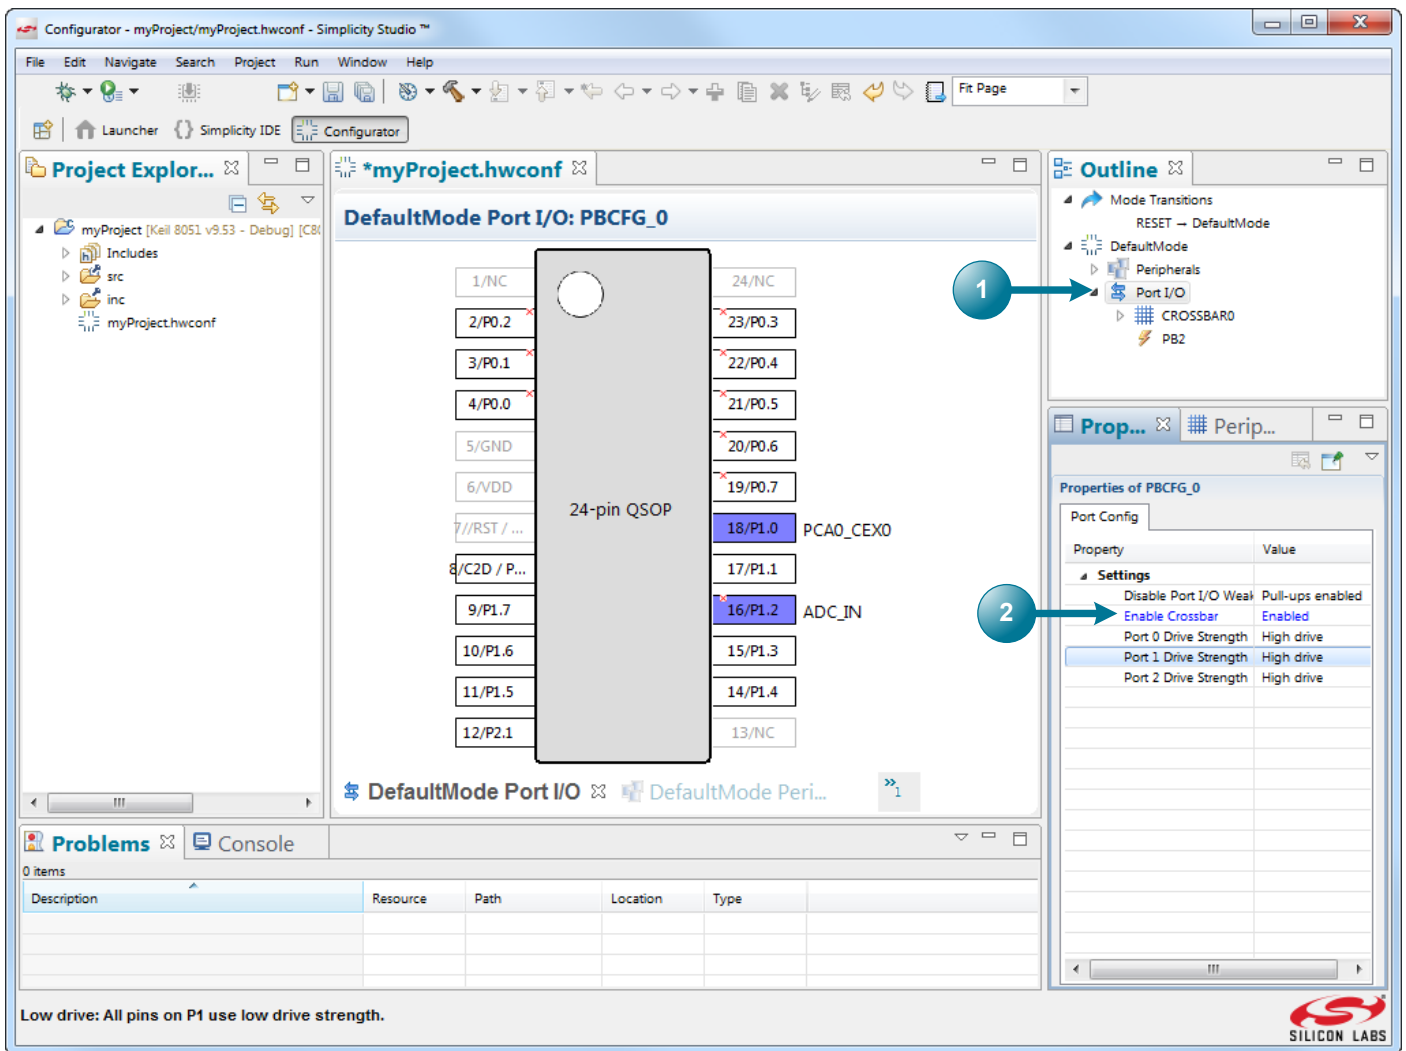 Configurator - myProject/myProject.hwconf - Simplicity Studio ™
File Edit Navigate Search Project Run Window Help
Fit Page
Launcher {} Simplicity IDE Configurator
Project Explor...
myProject [Keil 8051 v9.53 - Debug] [C8
Includes
src
inc
myProject.hwconf
*myProject.hwconf
DefaultMode Port I/O: PBCFG_0
1/NC
2/P0.2
3/P0.1
4/P0.0
5/GND
6/VDD
7//RST / ...
8/C2D / P...
9/P1.7
10/P1.6
11/P1.5
12/P2.1
24-pin QSOP
24/NC
23/P0.3
22/P0.4
21/P0.5
20/P0.6
19/P0.7
18/P1.0 PCA0_CEX0
17/P1.1
16/P1.2 ADC_IN
15/P1.3
14/P1.4
13/NC
DefaultMode Port I/O DefaultMode Peri... »1
Outline
Mode Transitions
RESET → DefaultMode
DefaultMode
Peripherals
1
Port I/O
CROSSBAR0
PB2
Prop... Perip...
Properties of PBCFG_0
Port Config
Property Value
Settings
Disable Port I/O Weak Pull-ups enabled
2
Enable Crossbar Enabled
Port 0 Drive Strength High drive
Port 1 Drive Strength High drive
Port 2 Drive Strength High drive
Problems Console
0 items
Description Resource Path Location Type
Low drive: All pins on P1 use low drive strength.
SILICON LABS